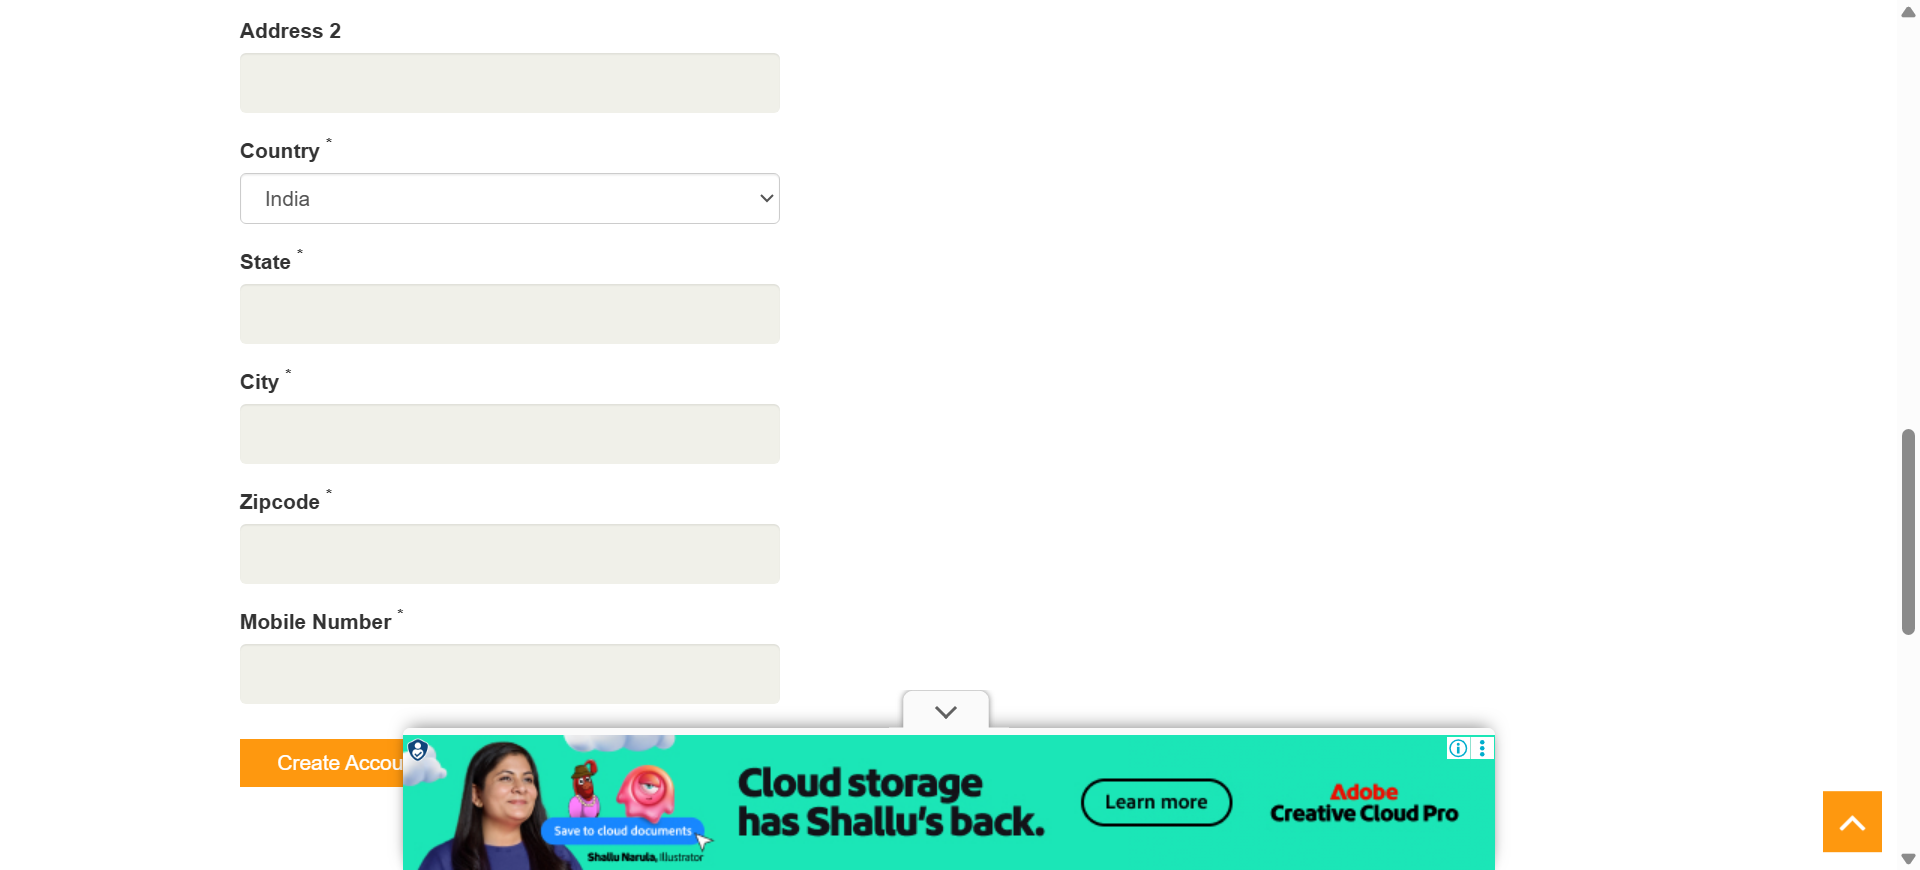 Address 2
Country *
India
State *
City *
Zipcode *
Mobile Number *
Create Accou
Save to cloud documents
Shallu Narula, Illustrator
Cloud storage
has Shallu's back.
Learn more
Adobe
Creative Cloud Pro